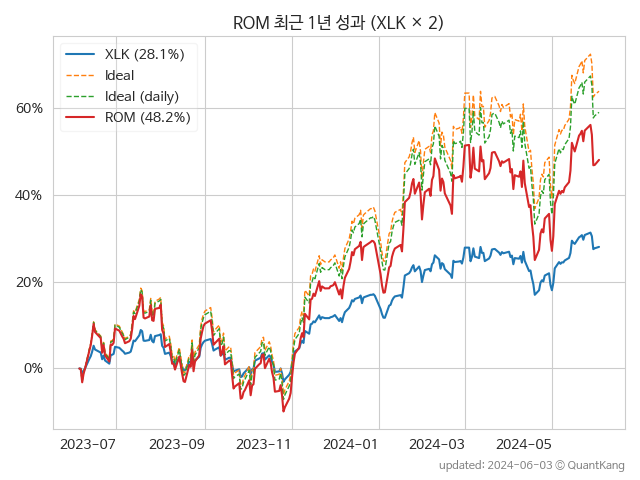 ROM 최근 1년 성과 (XLK × 2)
XLK (28.1%)
Ideal
Ideal (daily)
ROM (48.2%)
60%
40%
20%
0%
2023-07 2023-09 2023-11 2024-01 2024-03 2024-05
updated: 2024-06-03 ⓒ QuantKang